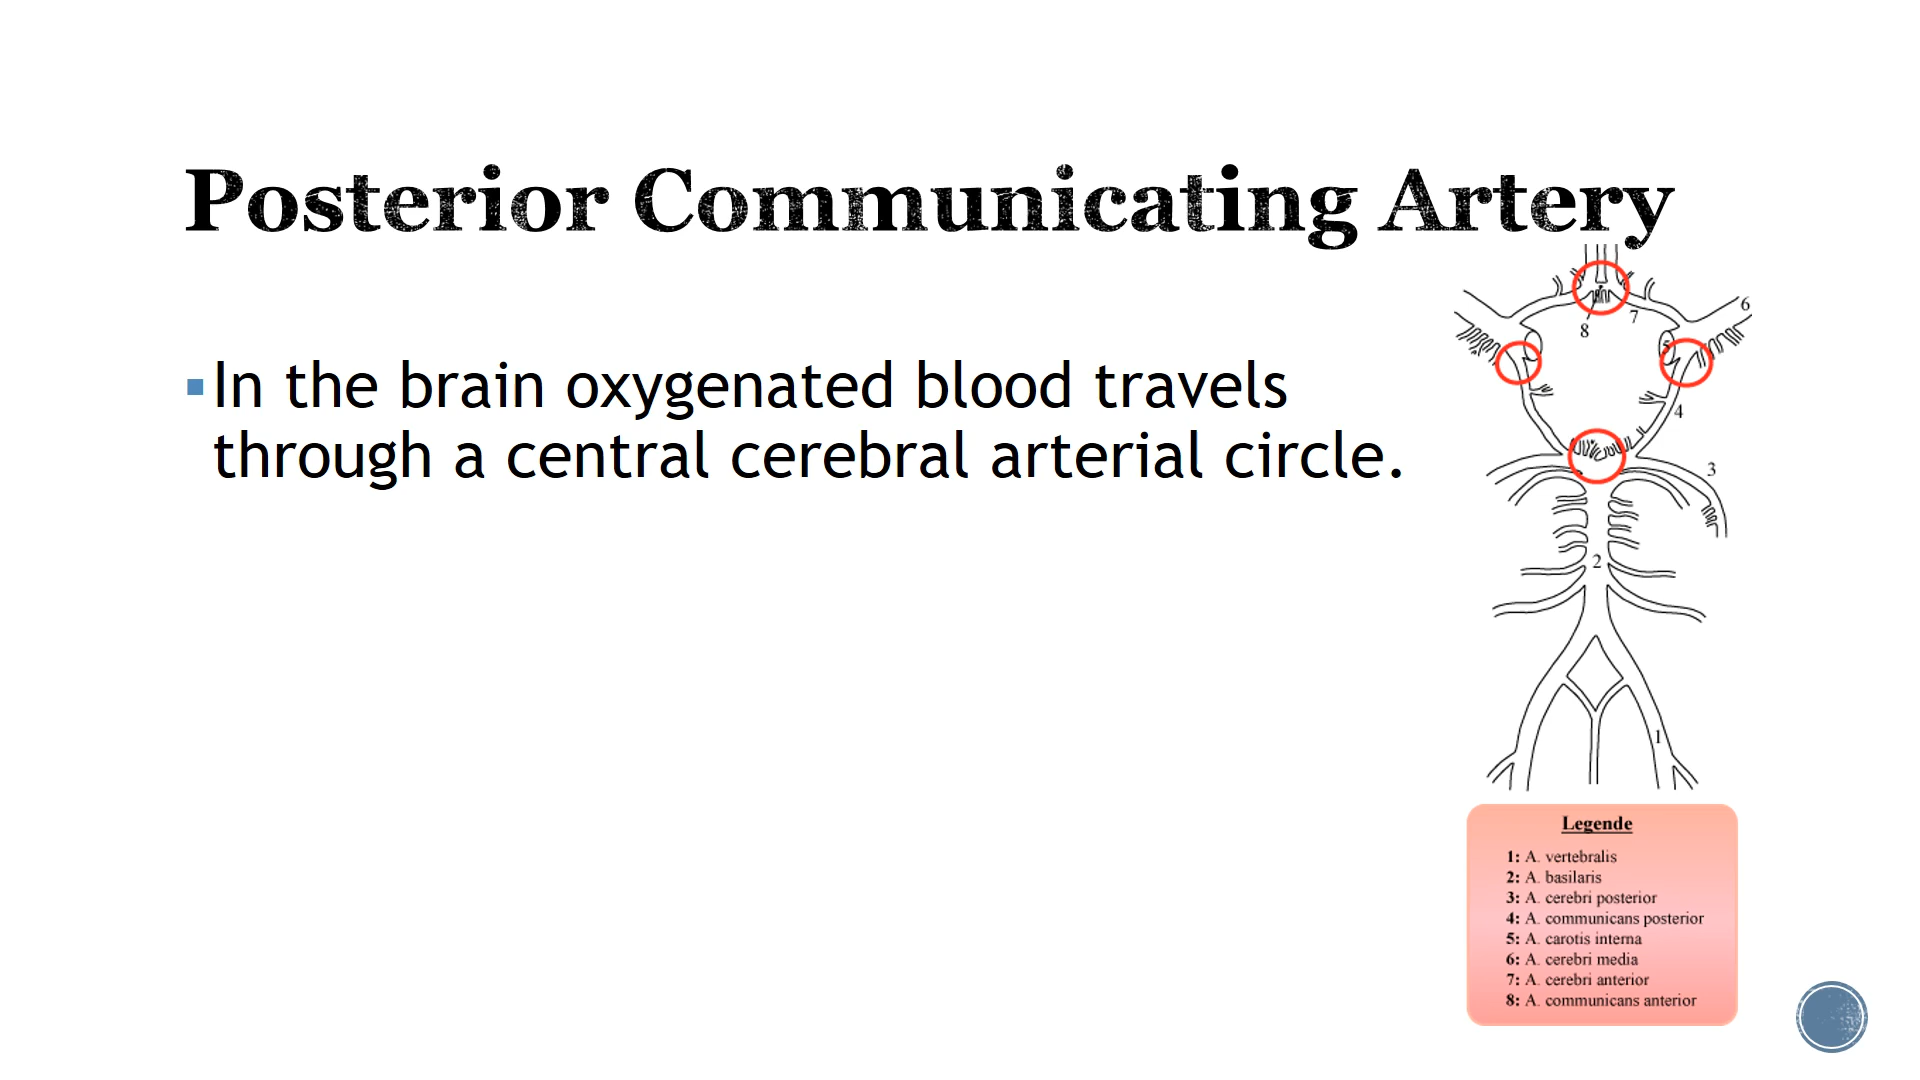 Posterior Communicating Artery
In the brain oxygenated blood travels
through a central cerebral arterial circle.
6
7
8
5
4
3
2
1
Legende
1: A. vertebralis
2: A. basilaris
3: A. cerebri posterior
4: A. communicans posterior
5: A. carotis interna
6: A. cerebri media
7: A. cerebri anterior
8: A. communicans anterior